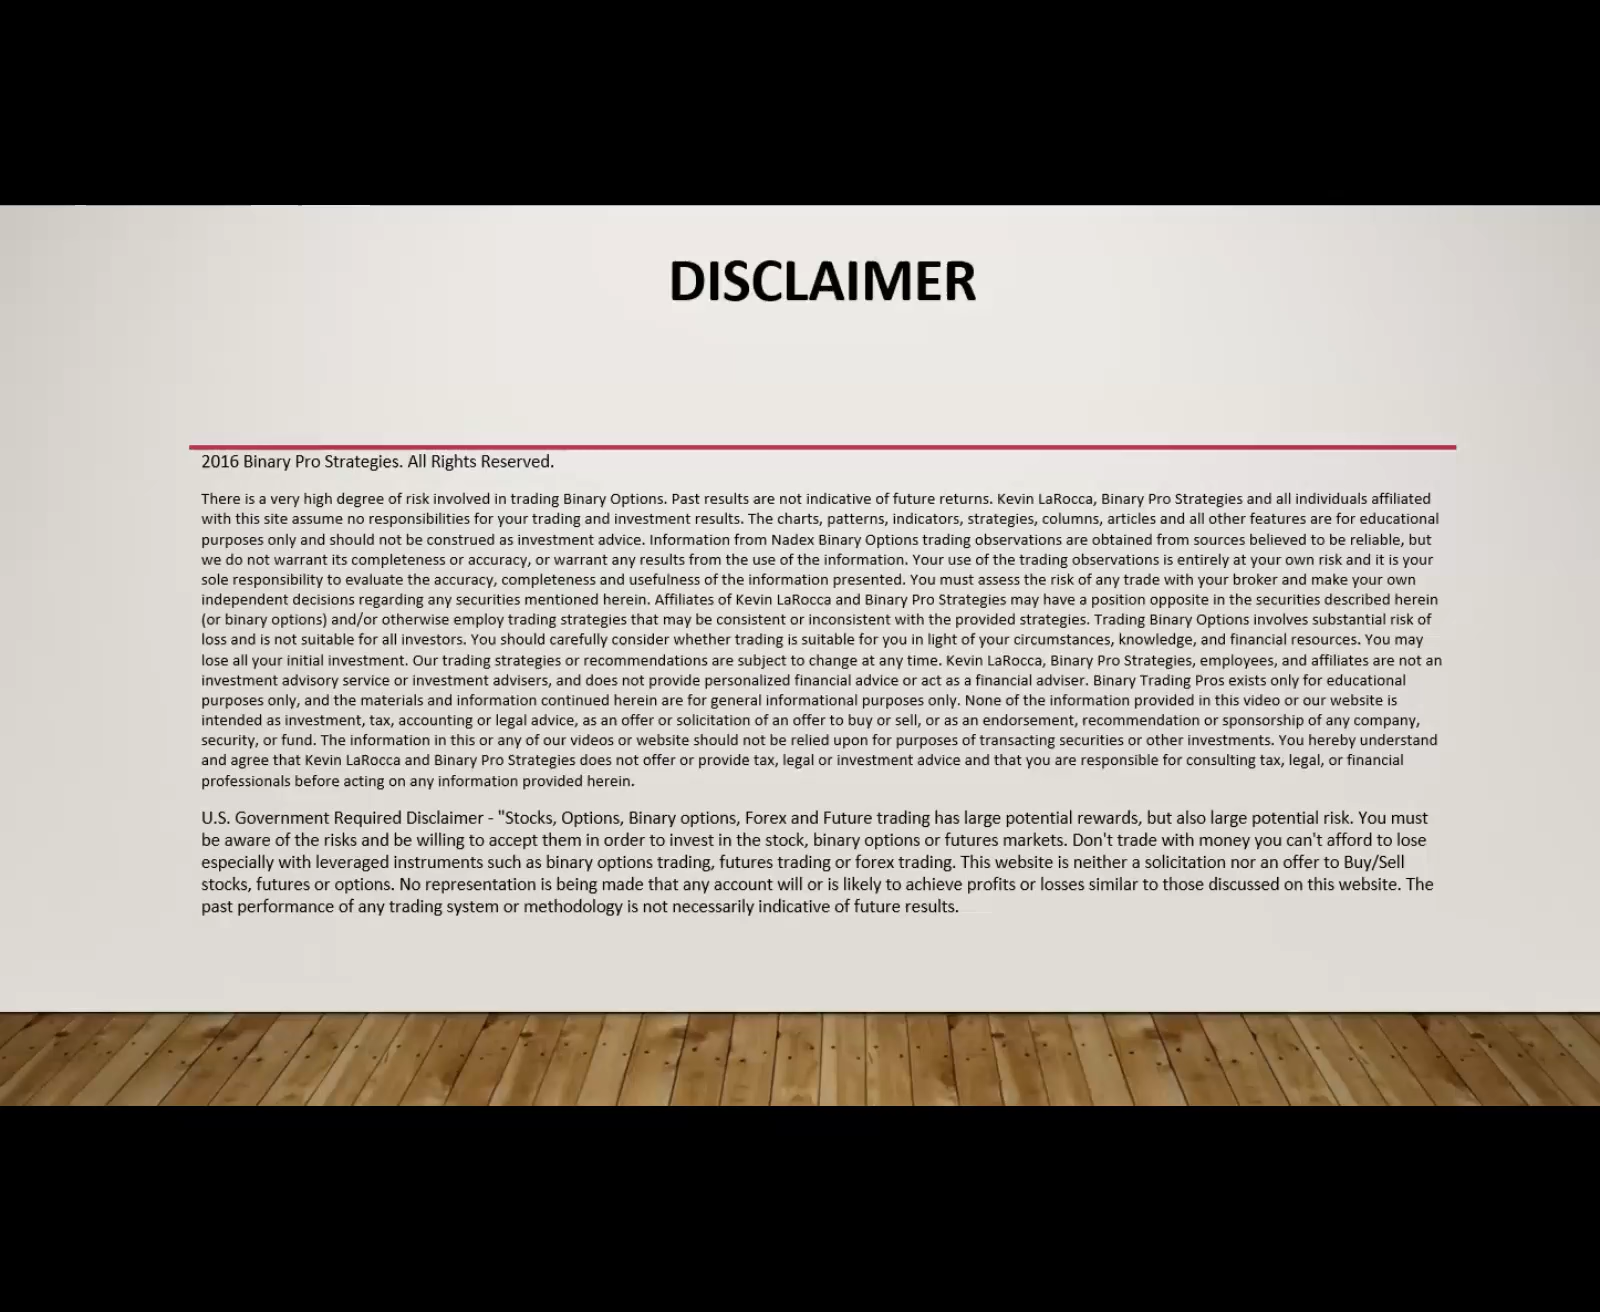 DISCLAIMER
2016 Binary Pro Strategies. All Rights Reserved.
There is a very high degree of risk involved in trading Binary Options. Past results are not indicative of future returns. Kevin LaRocca, Binary Pro Strategies and all individuals affiliated
with this site assume no responsibilities for your trading and investment results. The charts, patterns, indicators, strategies, columns, articles and all other features are for educational
purposes only and should not be construed as investment advice. Information from Nadex Binary Options trading observations are obtained from sources believed to be reliable, but
we do not warrant its completeness or accuracy, or warrant any results from the use of the information. Your use of the trading observations is entirely at your own risk and it is your
sole responsibility to evaluate the accuracy, completeness and usefulness of the information presented. You must assess the risk of any trade with your broker and make your own
independent decisions regarding any securities mentioned herein. Affiliates of Kevin LaRocca and Binary Pro Strategies may have a position opposite in the securities described herein
(or binary options) and/or otherwise employ trading strategies that may be consistent or inconsistent with the provided strategies. Trading Binary Options involves substantial risk of
loss and is not suitable for all investors. You should carefully consider whether trading is suitable for you in light of your circumstances, knowledge, and financial resources. You may
lose all your initial investment. Our trading strategies or recommendations are subject to change at any time. Kevin LaRocca, Binary Pro Strategies, employees, and affiliates are not an
investment advisory service or investment advisers, and does not provide personalized financial advice or act as a financial adviser. Binary Trading Pros exists only for educational
purposes only, and the materials and information continued herein are for general informational purposes only. None of the information provided in this video or our website is
intended as investment, tax, accounting or legal advice, as an offer or solicitation of an offer to buy or sell, or as an endorsement, recommendation or sponsorship of any company,
security, or fund. The information in this or any of our videos or website should not be relied upon for purposes of transacting securities or other investments. You hereby understand
and agree that Kevin LaRocca and Binary Pro Strategies does not offer or provide tax, legal or investment advice and that you are responsible for consulting tax, legal, or financial
professionals before acting on any information provided herein.
U.S. Government Required Disclaimer - "Stocks, Options, Binary options, Forex and Future trading has large potential rewards, but also large potential risk. You must
be aware of the risks and be willing to accept them in order to invest in the stock, binary options or futures markets. Don't trade with money you can't afford to lose
especially with leveraged instruments such as binary options trading, futures trading or forex trading. This website is neither a solicitation nor an offer to Buy/Sell
stocks, futures or options. No representation is being made that any account will or is likely to achieve profits or losses similar to those discussed on this website. The
past performance of any trading system or methodology is not necessarily indicative of future results.